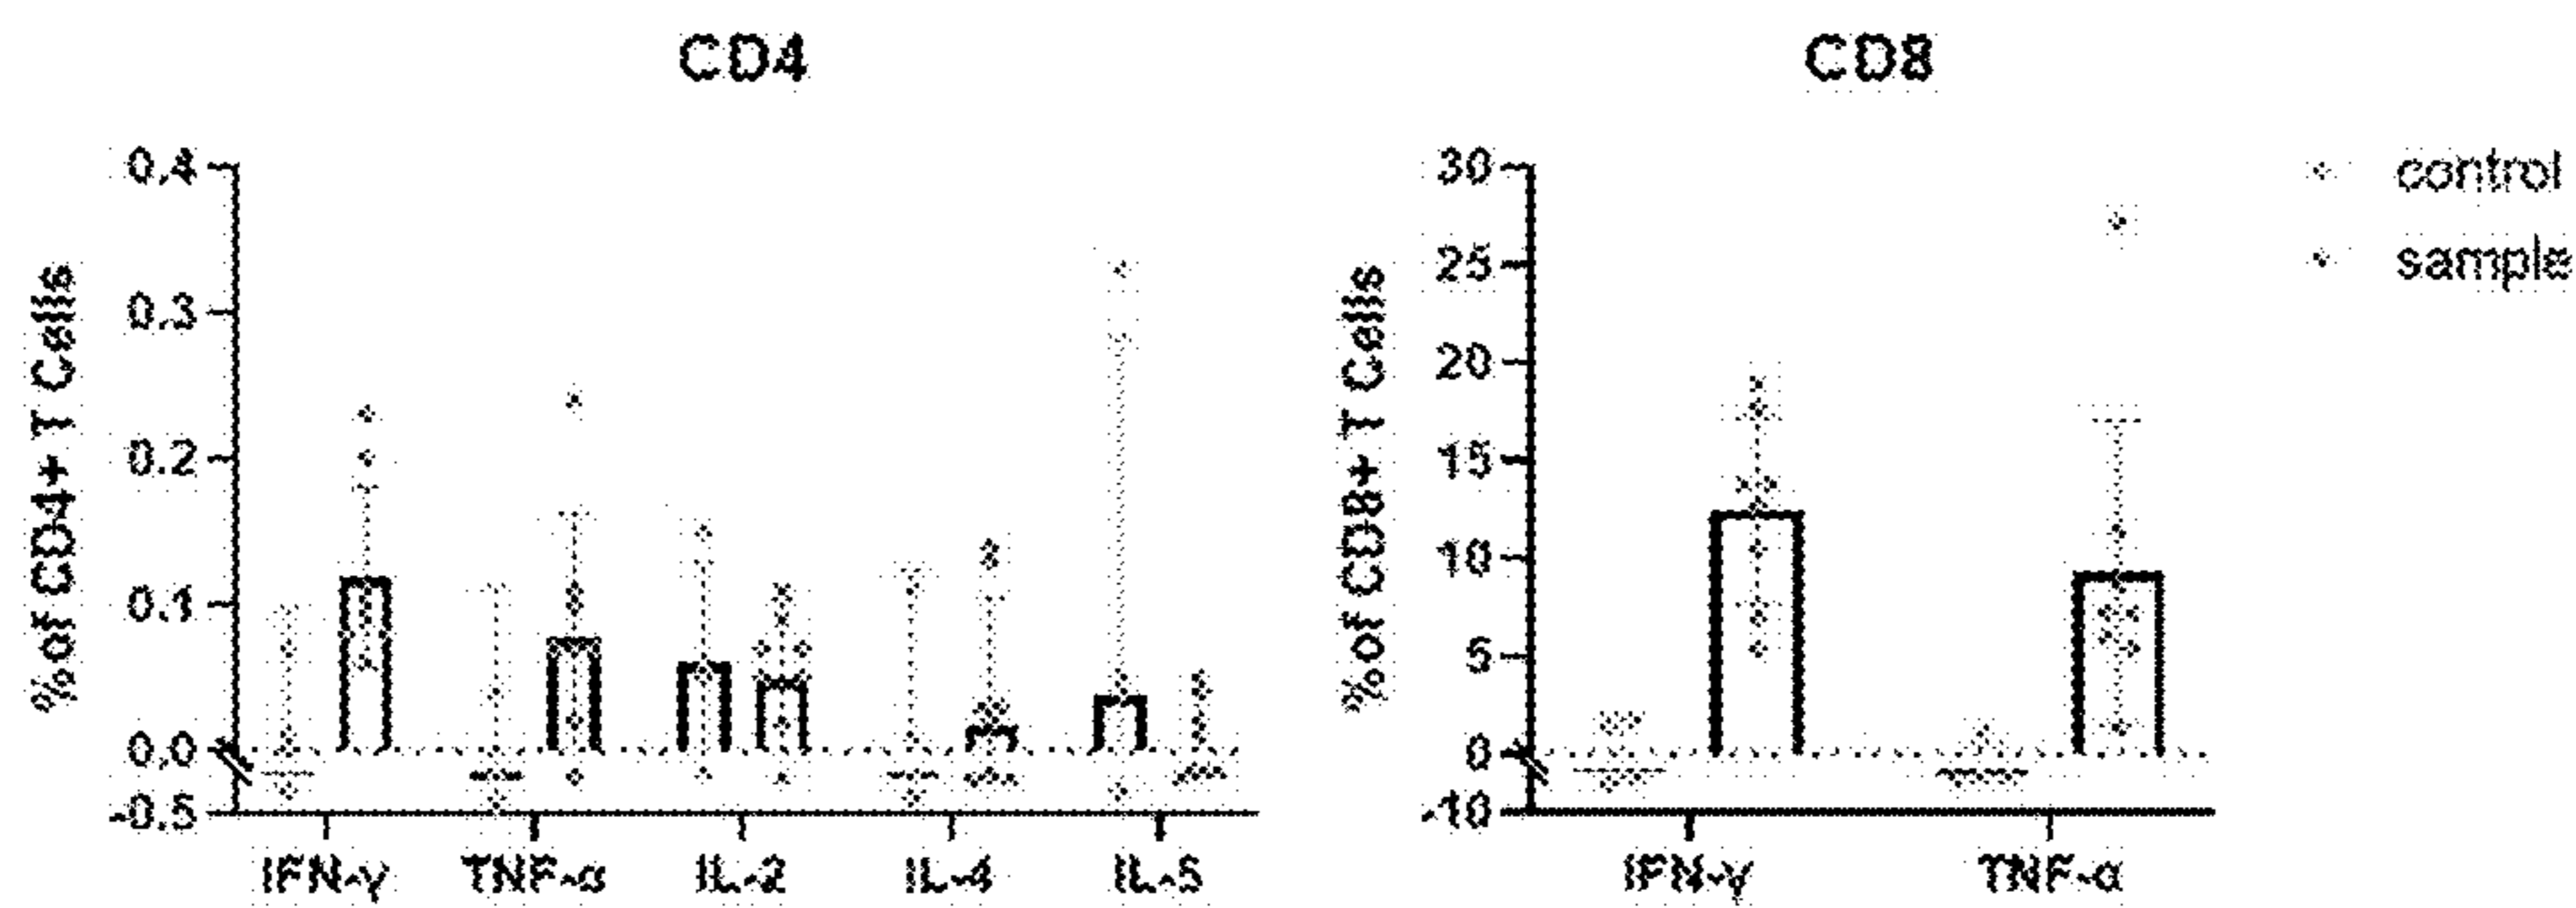 CD4
% of CD4+ T Cells
0.4
0.3
0.2
0.1
0.0
-0.5
IFN-γ TNF-α IL-2 IL-4 IL-5
CD8
% of CD8+ T Cells
30
25
20
15
10
5
0
-10
IFN-γ TNF-α
control
sample